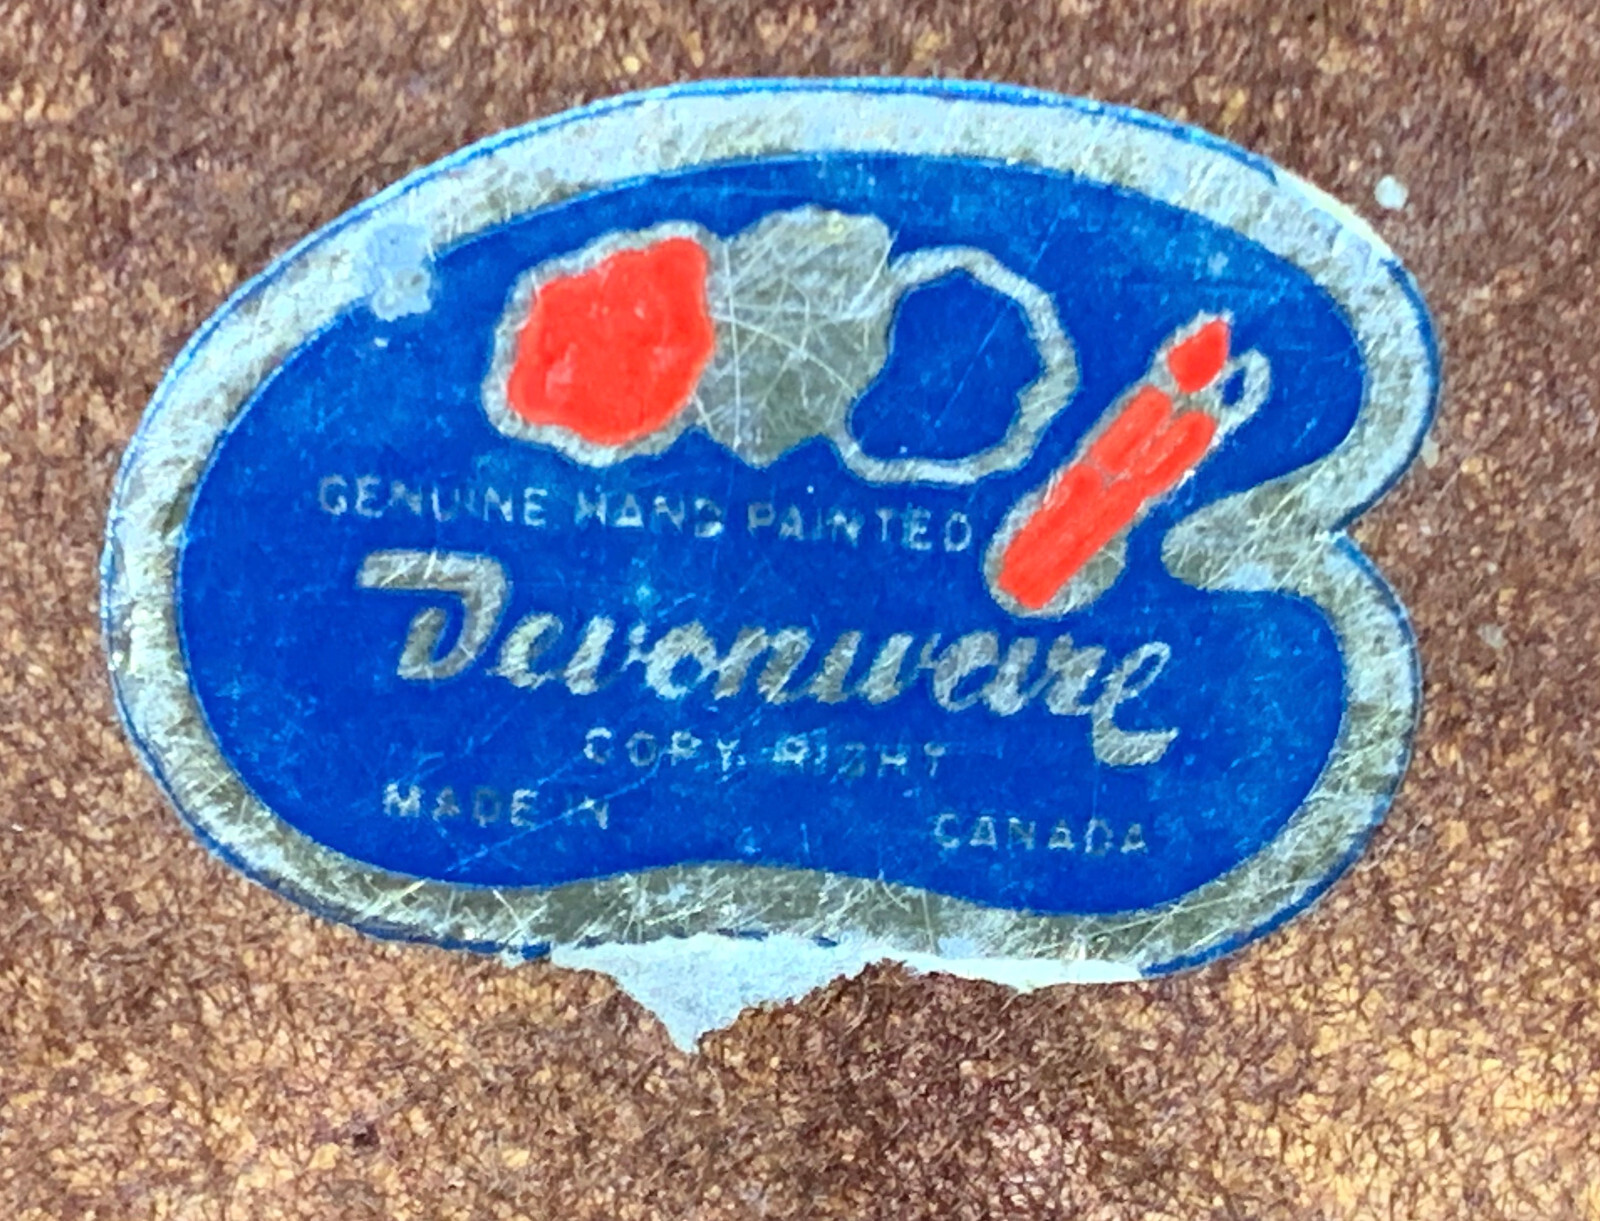 GENUINE HAND PAINTED
Devonware
COPY RIGHT
MADE IN CANADA